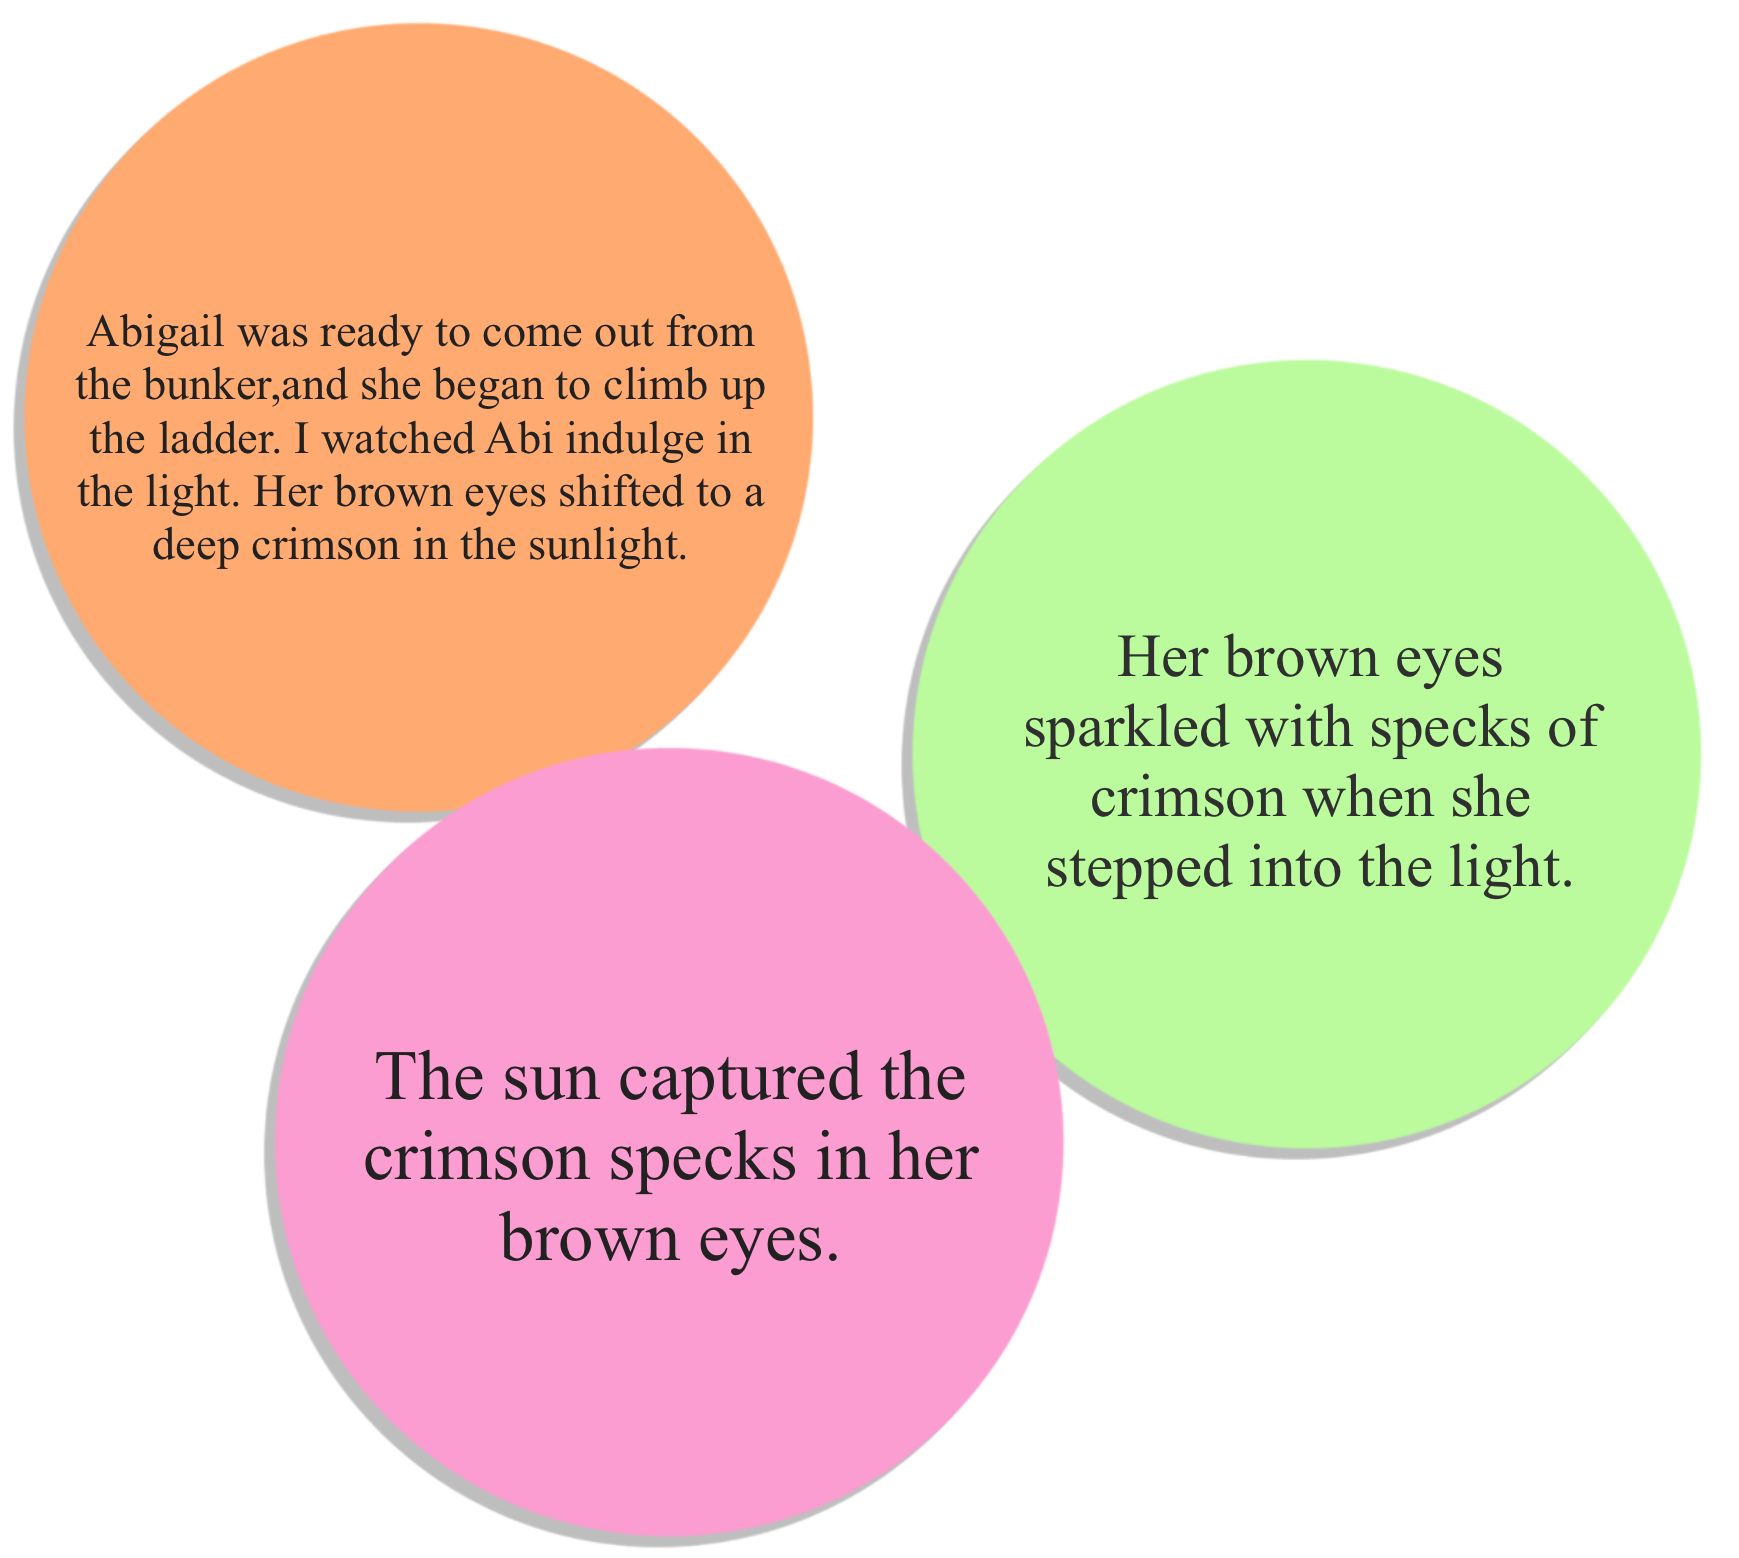 Abigail was ready to come out from
the bunker,and she began to climb up
the ladder. I watched Abi indulge in
the light. Her brown eyes shifted to a
deep crimson in the sunlight.
Her brown eyes
sparkled with specks of
crimson when she
stepped into the light.
The sun captured the
crimson specks in her
brown eyes.